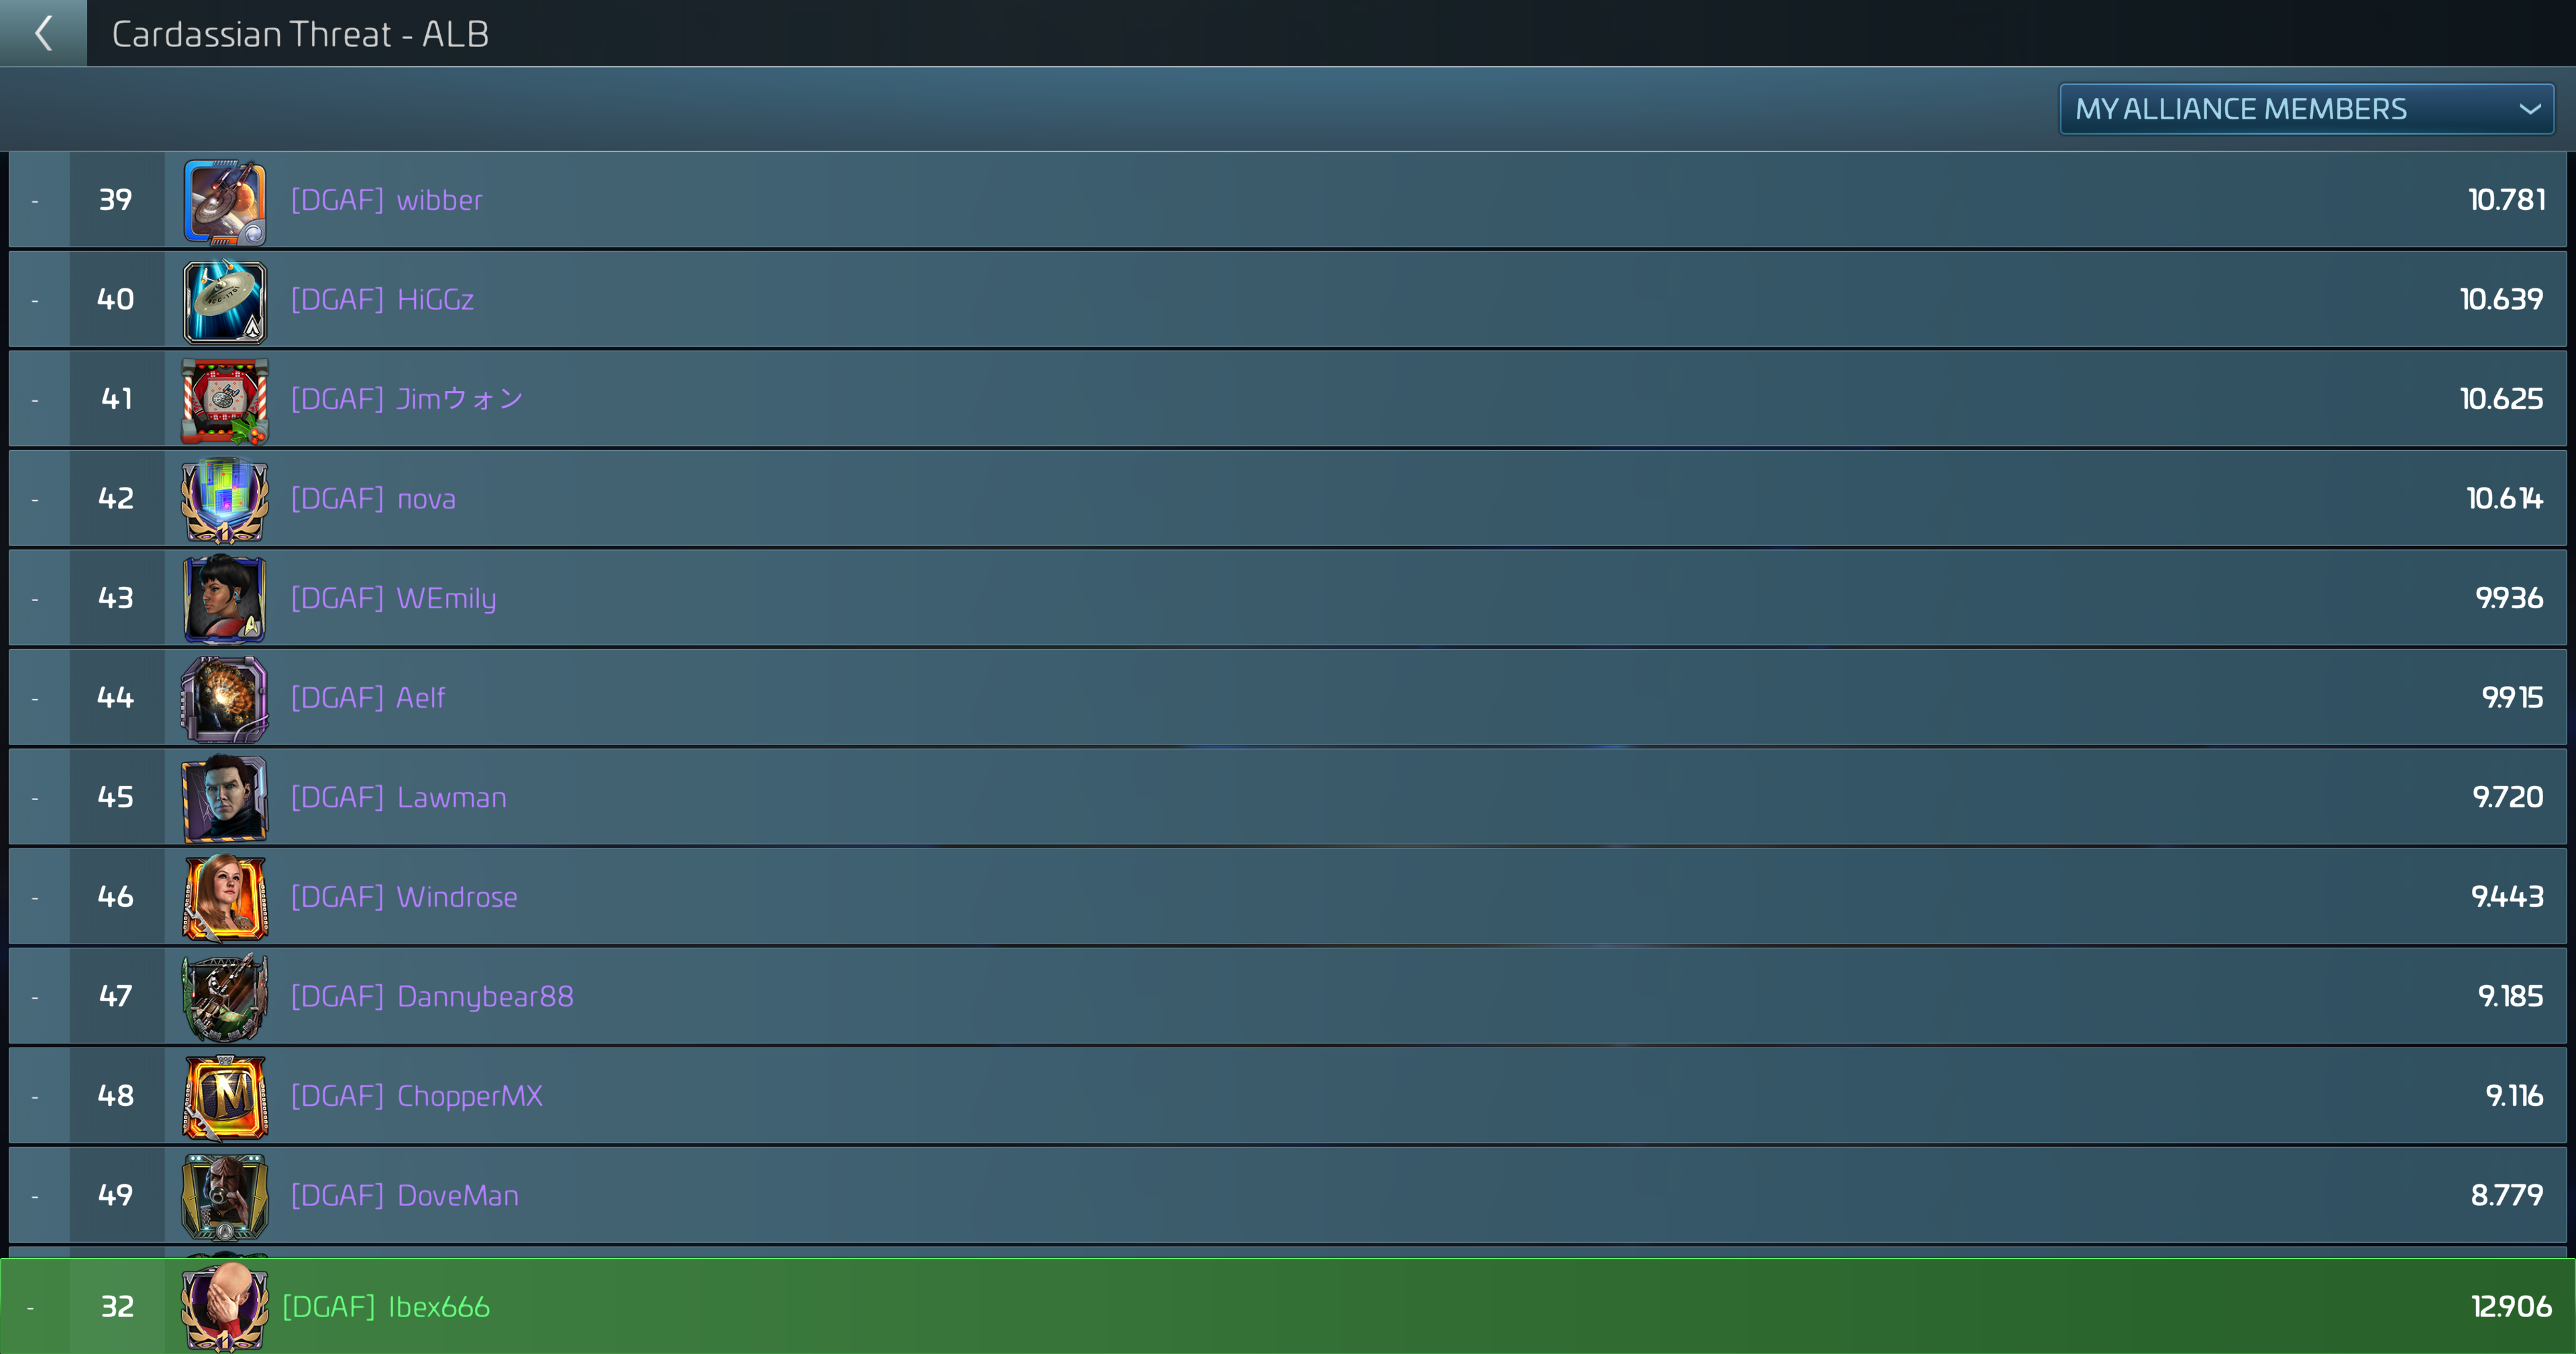 Cardassian Threat - ALB
MY ALLIANCE MEMBERS
- 39 [DGAF] wibber 10.781
- 40 [DGAF] HiGGz 10.639
- 41 [DGAF] Jimウォン 10.625
- 42 [DGAF] nova 10.614
- 43 [DGAF] WEmily 9.936
- 44 [DGAF] Aelf 9.915
- 45 [DGAF] Lawman 9.720
- 46 [DGAF] Windrose 9.443
- 47 [DGAF] Dannybear88 9.185
- 48 [DGAF] ChopperMX 9.116
- 49 [DGAF] DoveMan 8.779
- 32 [DGAF] Ibex666 12.906